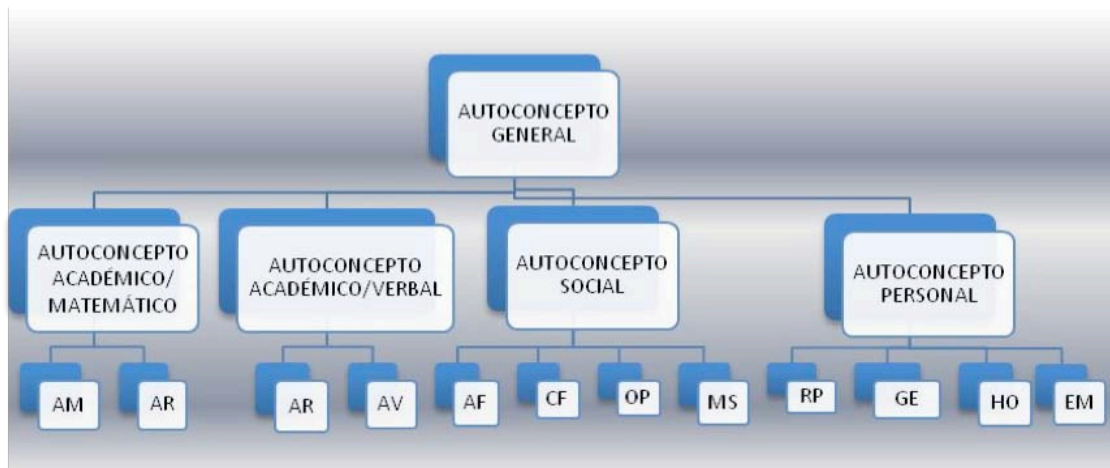 AUTOCONCEPTO
GENERAL
AUTOCONCEPTO
ACADÉMICO/
MATEMÁTICO
AUTOCONCEPTO
ACADÉMICO/VERBAL
AUTOCONCEPTO
SOCIAL
AUTOCONCEPTO
PERSONAL
AM
AR
AR
AV
AF
CF
OP
MS
RP
GE
HO
EM